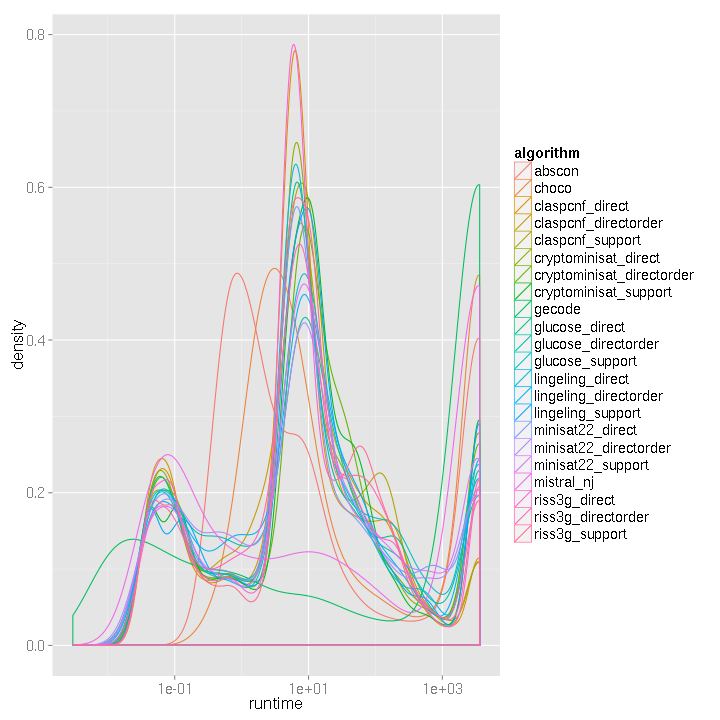 0.8
0.6
0.4
0.2
0.0
density
1e-01
1e+01
1e+03
runtime
algorithm
abscon
choco
claspcnf_direct
claspcnf_directorder
claspcnf_support
cryptominisat_direct
cryptominisat_directorder
cryptominisat_support
gecode
glucose_direct
glucose_directorder
glucose_support
lingeling_direct
lingeling_directorder
lingeling_support
minisat22_direct
minisat22_directorder
minisat22_support
mistral_nj
riss3g_direct
riss3g_directorder
riss3g_support